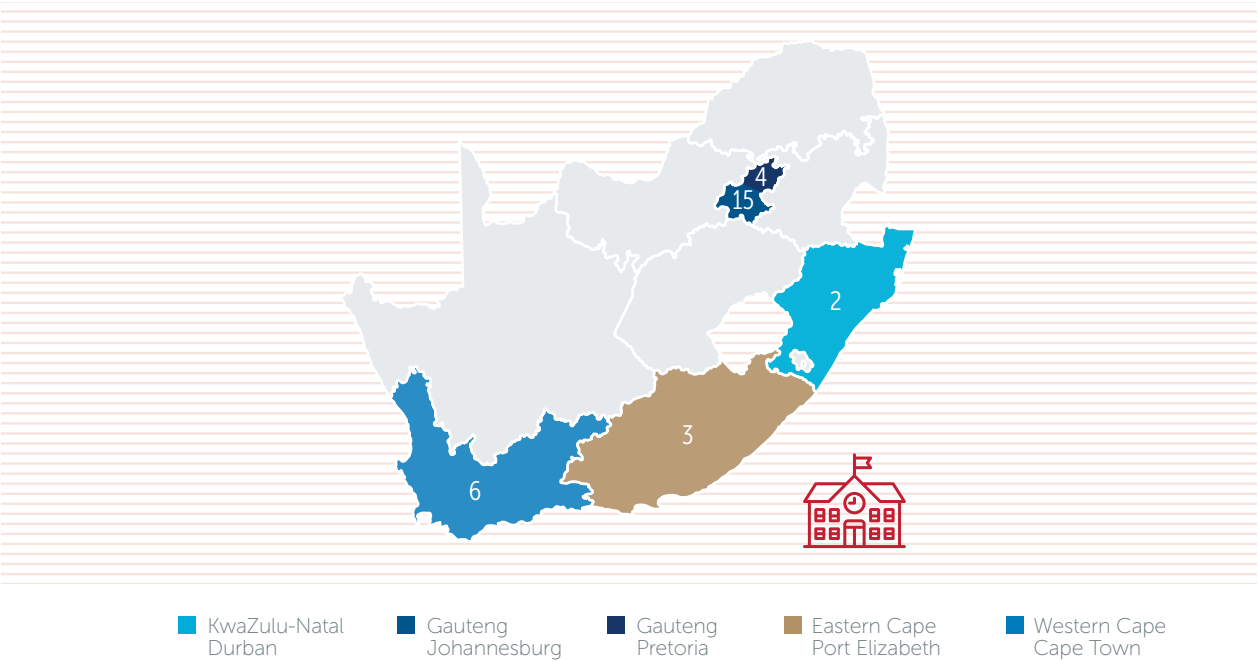 4
15
2
3
6
KwaZulu-Natal
Durban
Gauteng
Johannesburg
Gauteng
Pretoria
Eastern Cape
Port Elizabeth
Western Cape
Cape Town